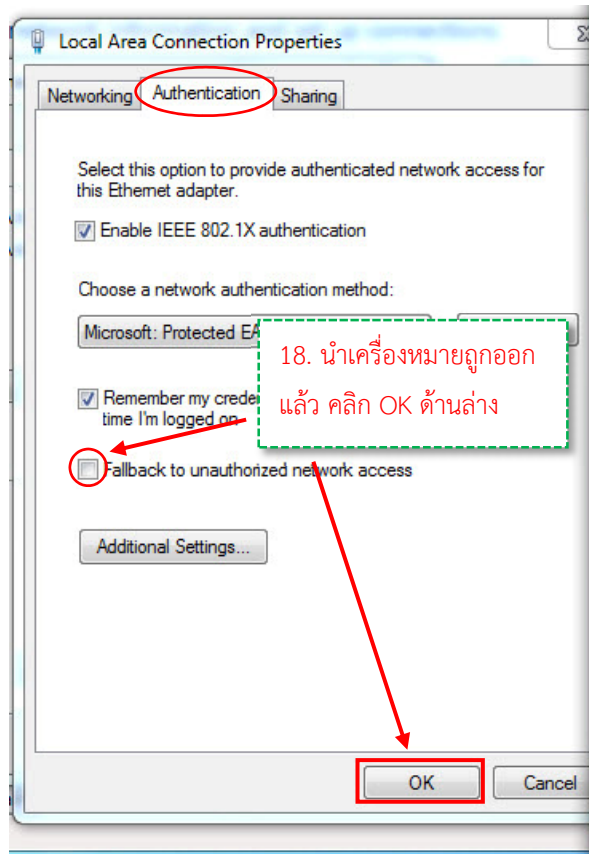 Local Area Connection Properties
Networking Authentication Sharing
Select this option to provide authenticated network access for
this Ethernet adapter.
Enable IEEE 802.1X authentication
Choose a network authentication method:
Microsoft: Protected EA
18. นำเครื่องหมายถูกออก
แล้ว คลิก OK ด้านล่าง
Remember my creder
time I'm logged on
Fallback to unauthorized network access
Additional Settings...
OK Cancel